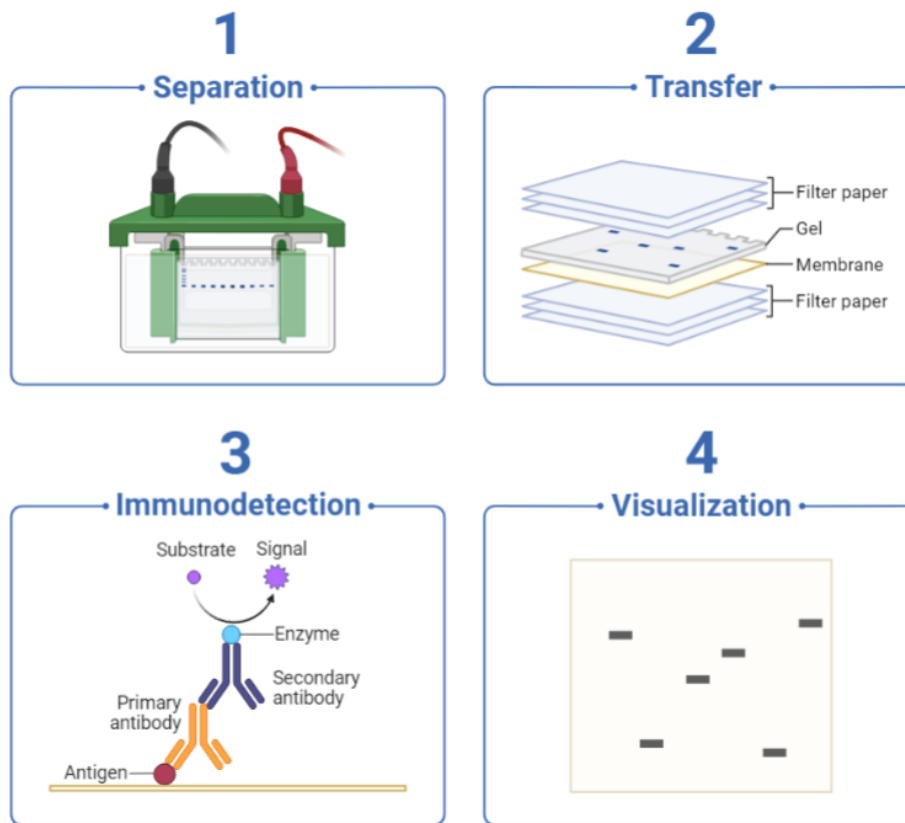 1
Separation
2
Transfer
Filter paper
Gel
Membrane
Filter paper
3
Immunodetection
Substrate
Signal
Enzyme
Secondary
antibody
Primary
antibody
Antigen
4
Visualization